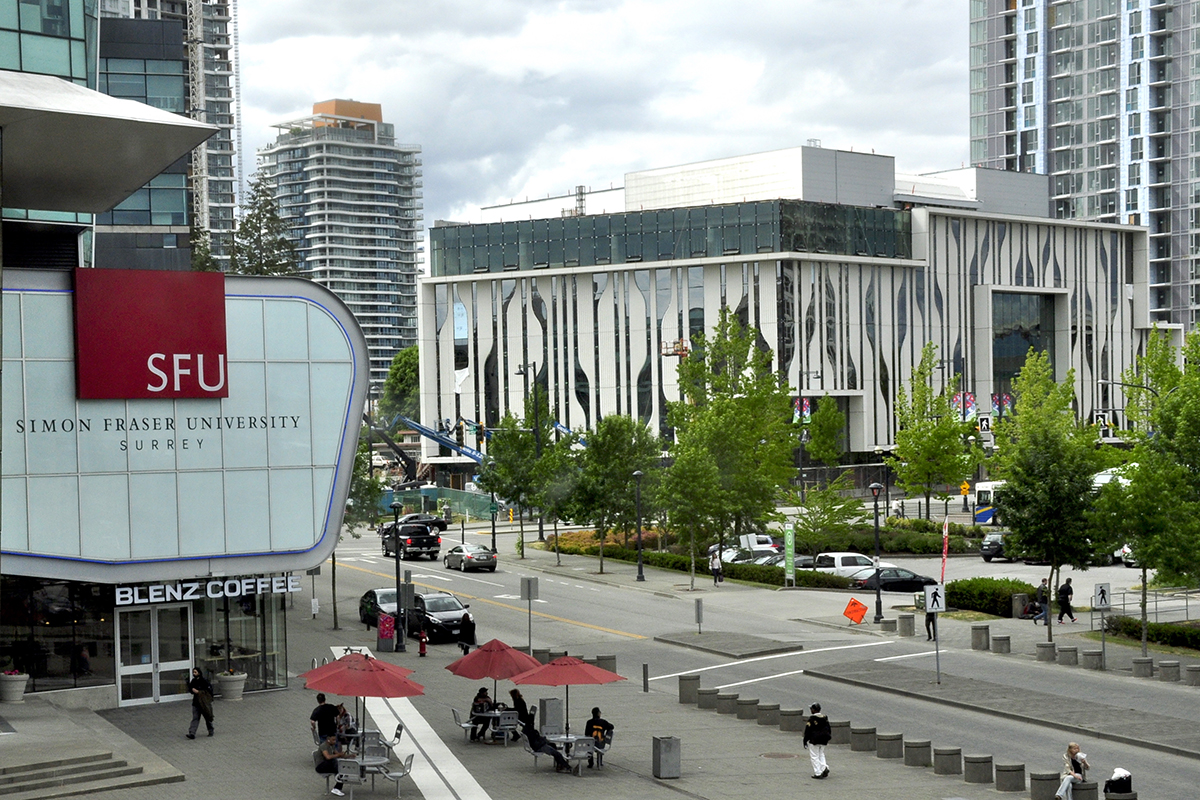 SFU
SIMON FRASER UNIVERSITY
SURREY
BLENZ COFFEE